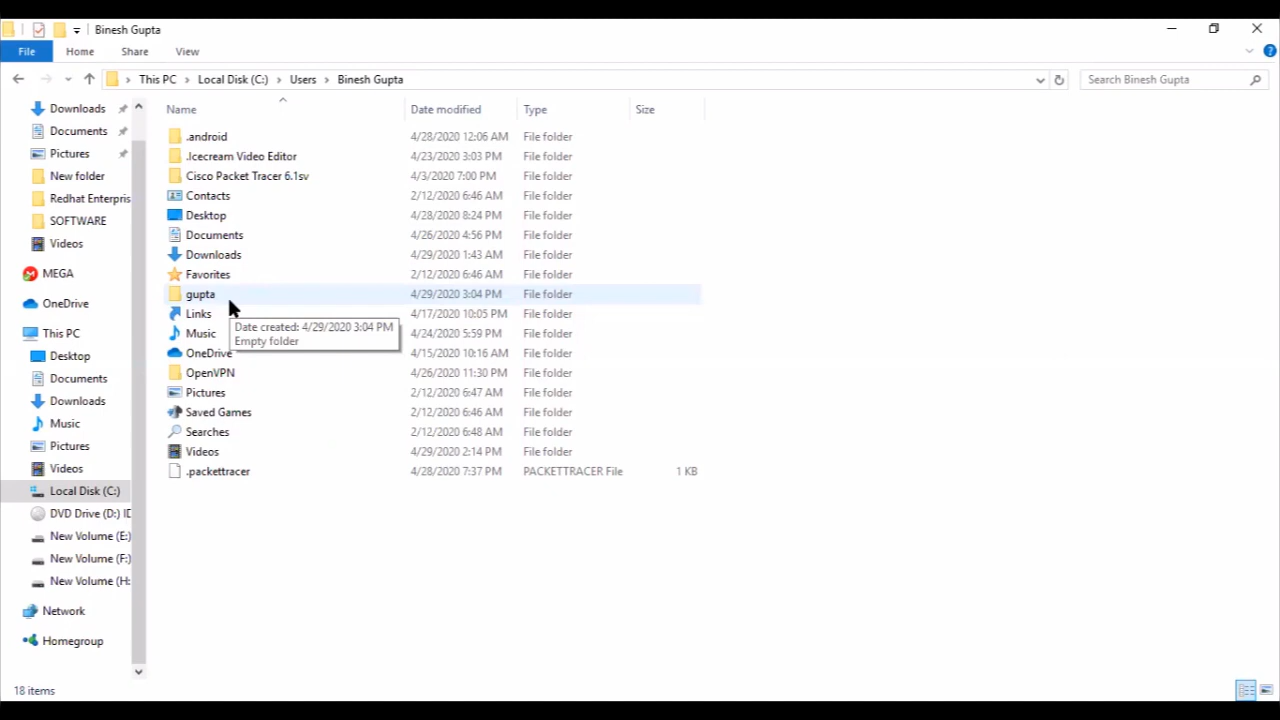 Binesh Gupta
File Home Share View
This PC Local Disk (C:) Users Binesh Gupta Search Binesh Gupta
Name Date modified Type Size
Downloads
Documents
Pictures
New folder
Redhat Enterpris
SOFTWARE
Videos
MEGA
OneDrive
This PC
Desktop
Documents
Downloads
Music
Pictures
Videos
Local Disk (C:)
DVD Drive (D:) ID
New Volume (E:)
New Volume (F:)
New Volume (H:
Network
Homegroup
.android 4/28/2020 12:06 AM File folder
.Icecream Video Editor 4/23/2020 3:03 PM File folder
Cisco Packet Tracer 6.1sv 4/3/2020 7:00 PM File folder
Contacts 2/12/2020 6:46 AM File folder
Desktop 4/28/2020 8:24 PM File folder
Documents 4/26/2020 4:56 PM File folder
Downloads 4/29/2020 1:43 AM File folder
Favorites 2/12/2020 6:46 AM File folder
gupta 4/29/2020 3:04 PM File folder
Links 4/17/2020 10:05 PM File folder
Date created: 4/29/2020 3:04 PM
Empty folder
Music 4/24/2020 5:59 PM File folder
OneDrive 4/15/2020 10:16 AM File folder
OpenVPN 4/26/2020 11:30 PM File folder
Pictures 2/12/2020 6:47 AM File folder
Saved Games 2/12/2020 6:46 AM File folder
Searches 2/12/2020 6:48 AM File folder
Videos 4/29/2020 2:14 PM File folder
.packettracer 4/28/2020 7:37 PM PACKETTRACER File 1 KB
18 items